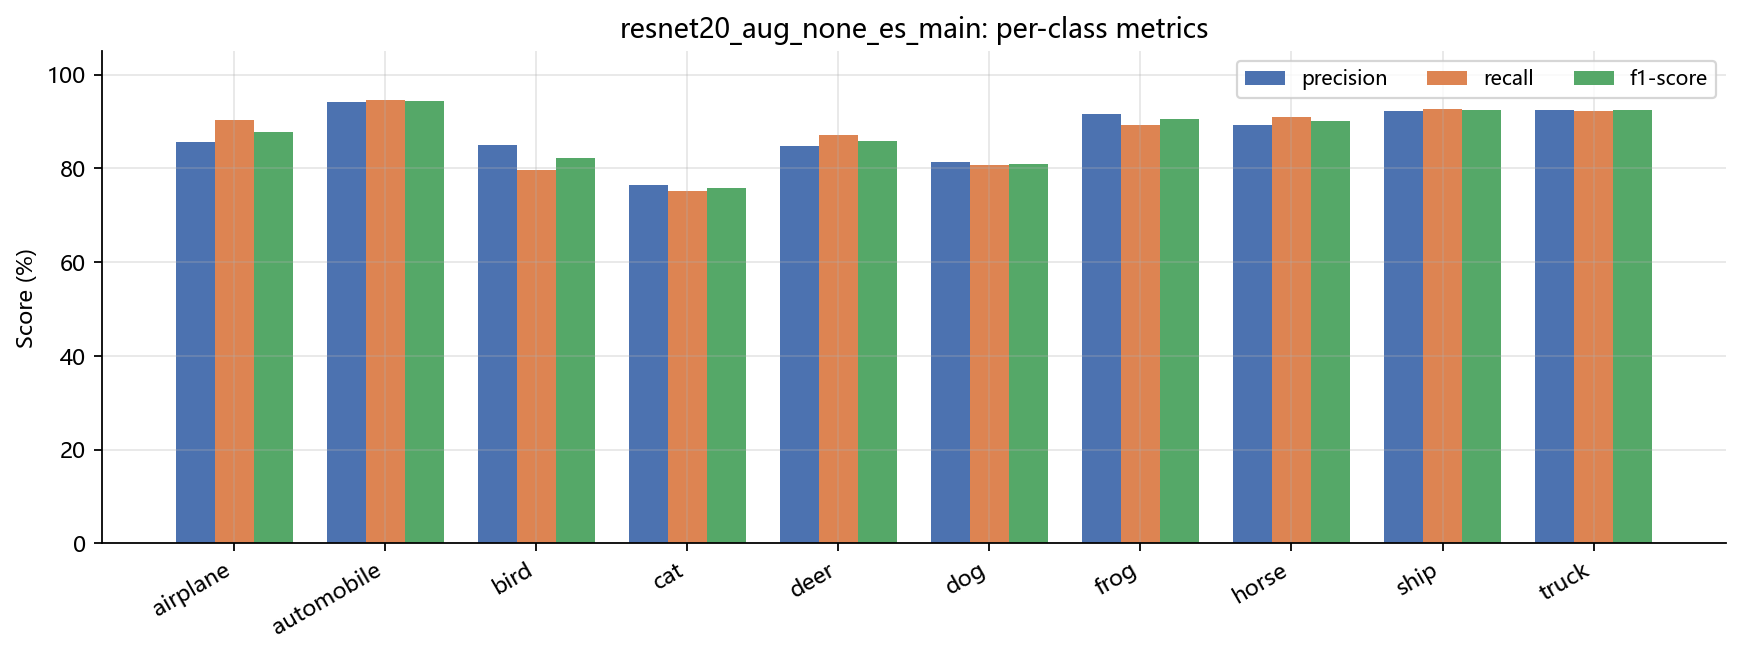 resnet20_aug_none_es_main: per-class metrics
precision recall f1-score
Score (%)
100
80
60
40
20
0
airplane automobile bird cat deer dog frog horse ship truck